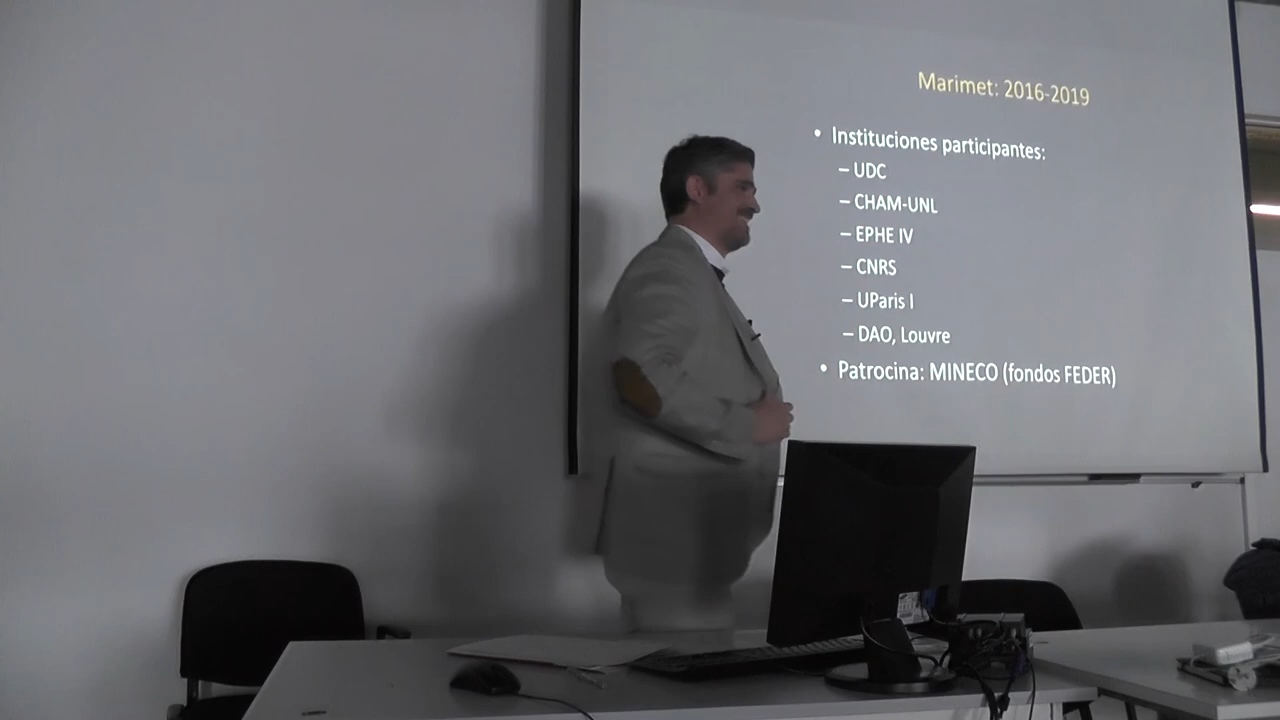 Marimet: 2016-2019
• Instituciones participantes:
– UDC
– CHAM-UNL
– EPHE IV
– CNRS
– UParis I
– DAO, Louvre
• Patrocina: MINECO (fondos FEDER)